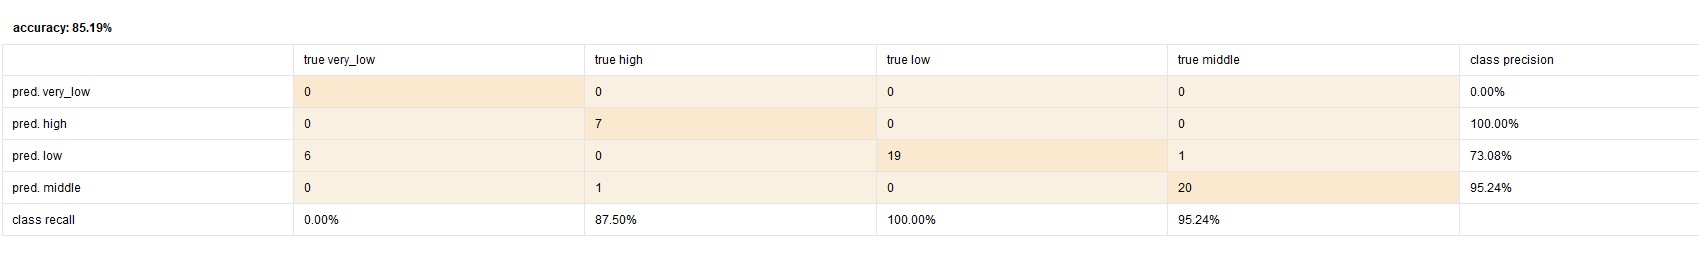 accuracy: 85.19%
true very_low true high true low true middle class precision
pred. very_low 0 0 0 0 0.00%
pred. high 0 7 0 0 100.00%
pred. low 6 0 19 1 73.08%
pred. middle 0 1 0 20 95.24%
class recall 0.00% 87.50% 100.00% 95.24%